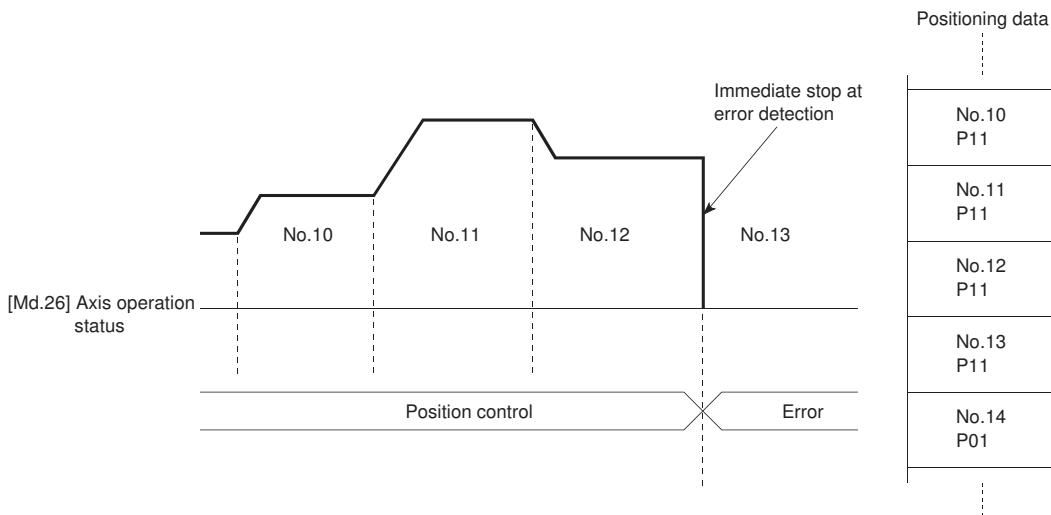 Positioning data
Immediate stop at
error detection
No.10
P11
No.11
P11
No.10
No.11
No.12
No.13
No.12
P11
[Md.26] Axis operation
status
No.13
P11
Position control
Error
No.14
P01